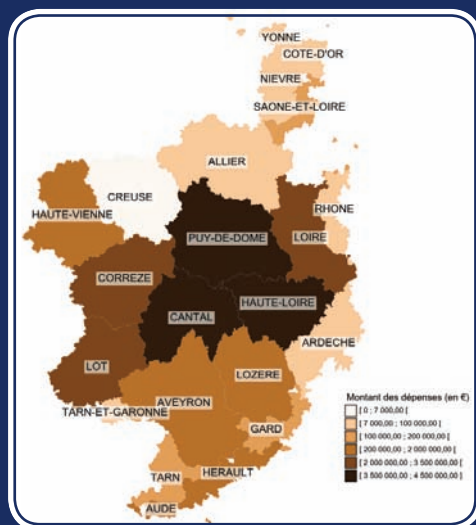 YONNE
COTE-D'OR
NIEVRE
SAONE-ET-LOIRE
ALLIER
CREUSE
HAUTE-VIENNE
RHONE
PUY-DE-DOME
LOIRE
CORREZE
HAUTE-LOIRE
CANTAL
ARDECHE
LOT
LOZERE
AVEYRON
TARN-ET-GARONNE
GARD
TARN
HERAULT
AUDE
Montant des dépenses (en €)
[ 0 ; 7 000,00 [
[ 7 000,00 ; 100 000,00 [
[ 100 000,00 ; 200 000,00 [
[ 200 000,00 ; 2 000 000,00 [
[ 2 000 000,00 ; 3 500 000,00 [
[ 3 500 000,00 ; 4 500 000,00 [